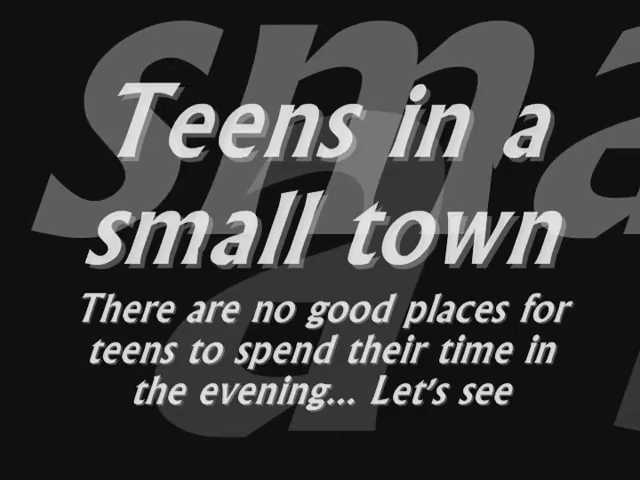 Teens in a
small town
There are no good places for
teens to spend their time in
the evening... Let's see